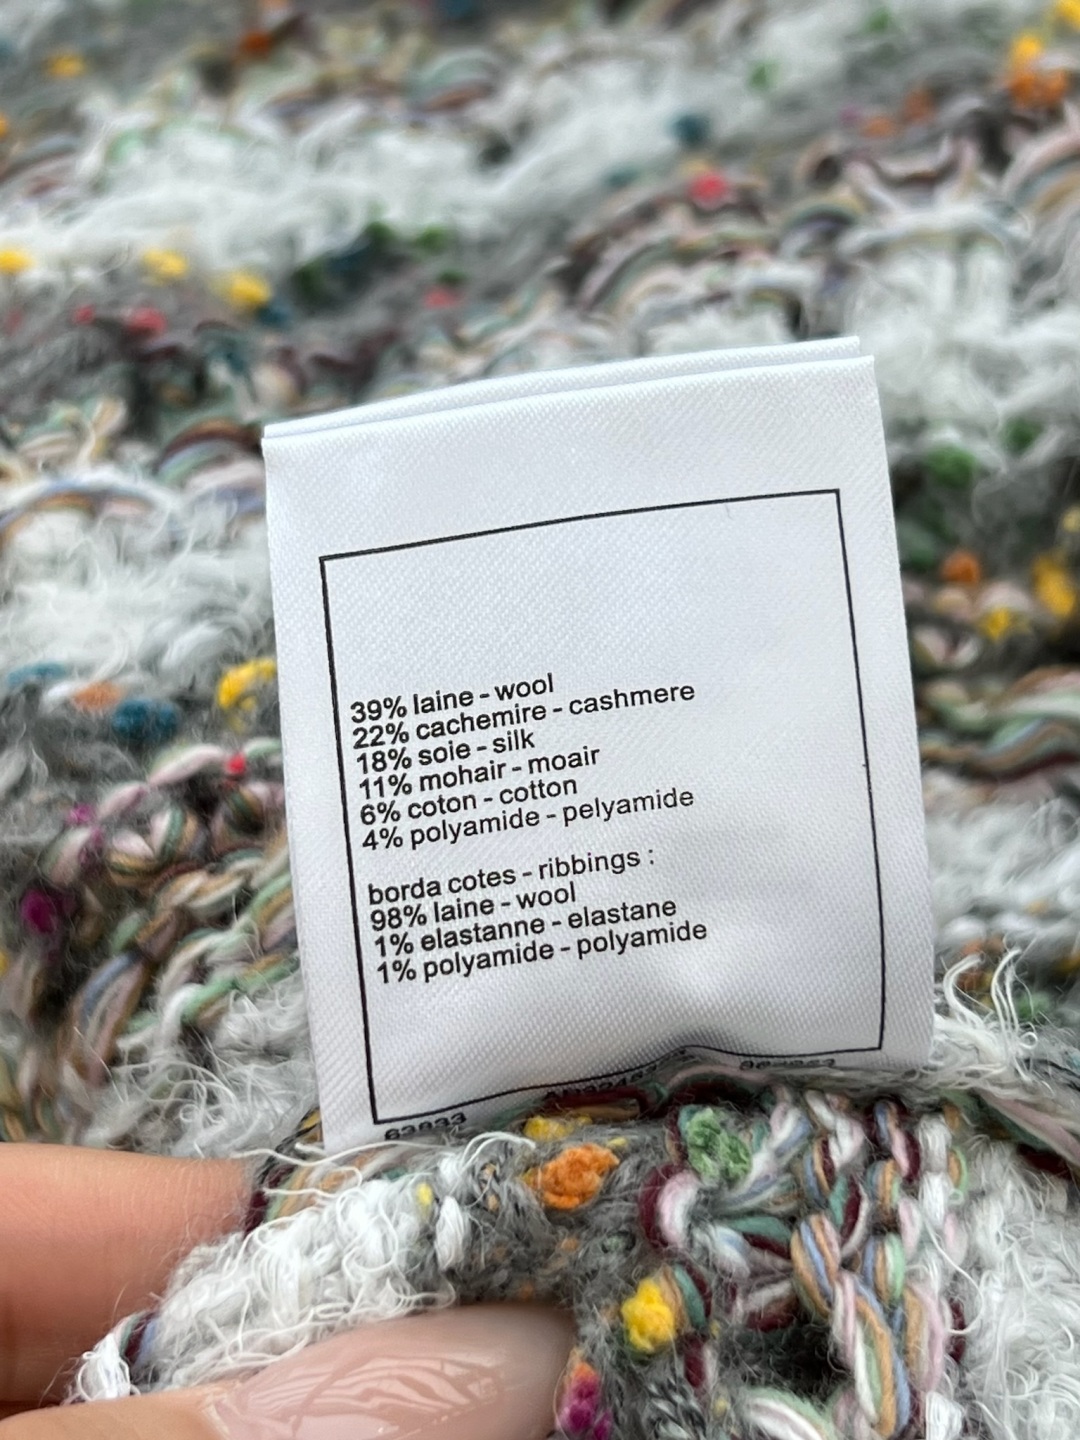 39% laine - wool
22% cachemire - cashmere
18% soie - silk
11% mohair - moair
6% coton - cotton
4% polyamide - pelyamide
borda cotes - ribbings :
98% laine - wool
1% elastanne - elastane
1% polyamide - polyamide
63933